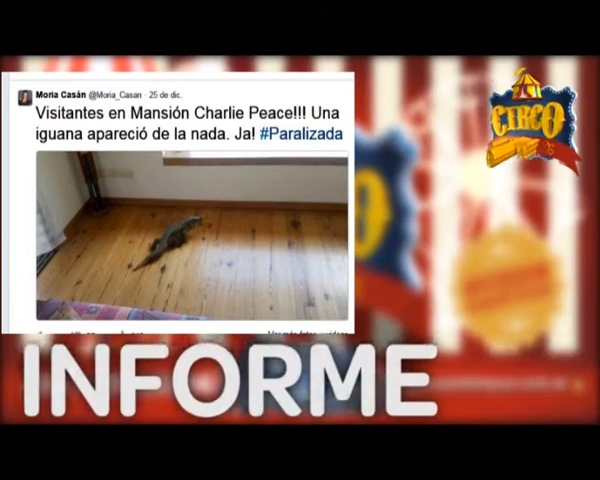 Moria Casán @Moria_Casan · 25 de dic.
Visitantes en Mansión Charlie Peace!!! Una
iguana apareció de la nada. Ja! #Paralizada
CIRCO
INFORME